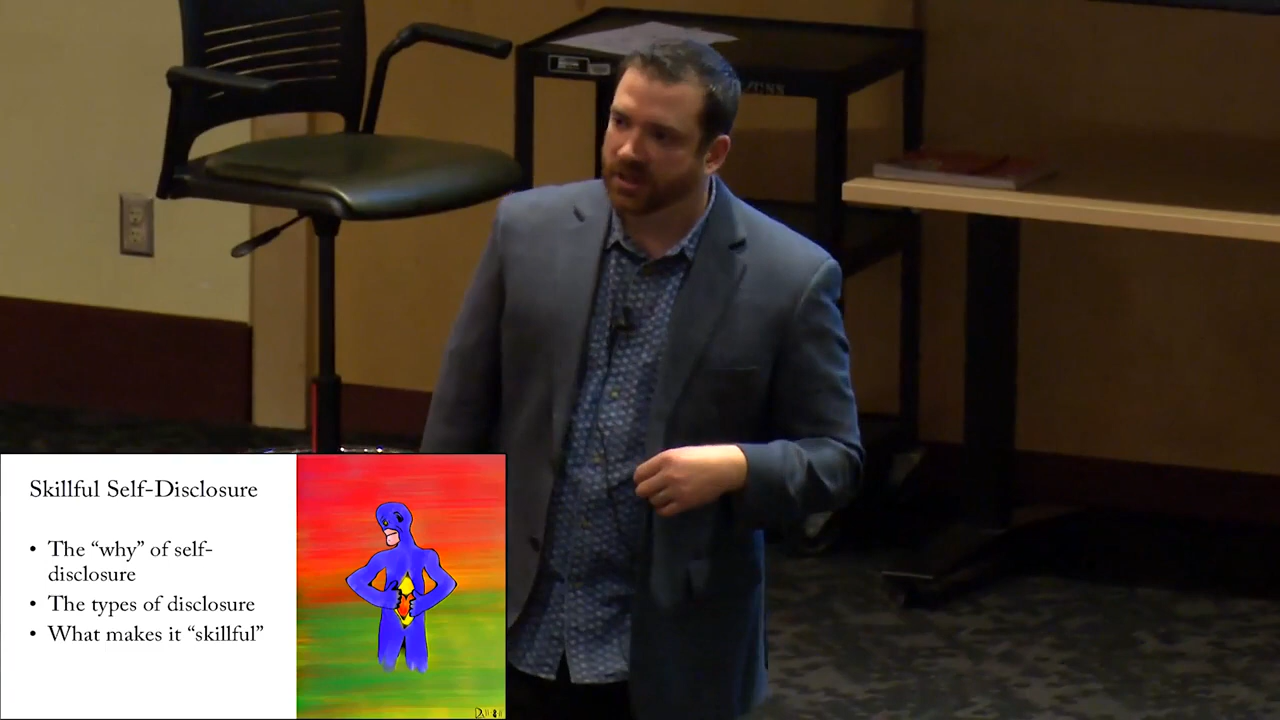 Skillful Self-Disclosure
• The “why” of self-
disclosure
• The types of disclosure
• What makes it “skillful”